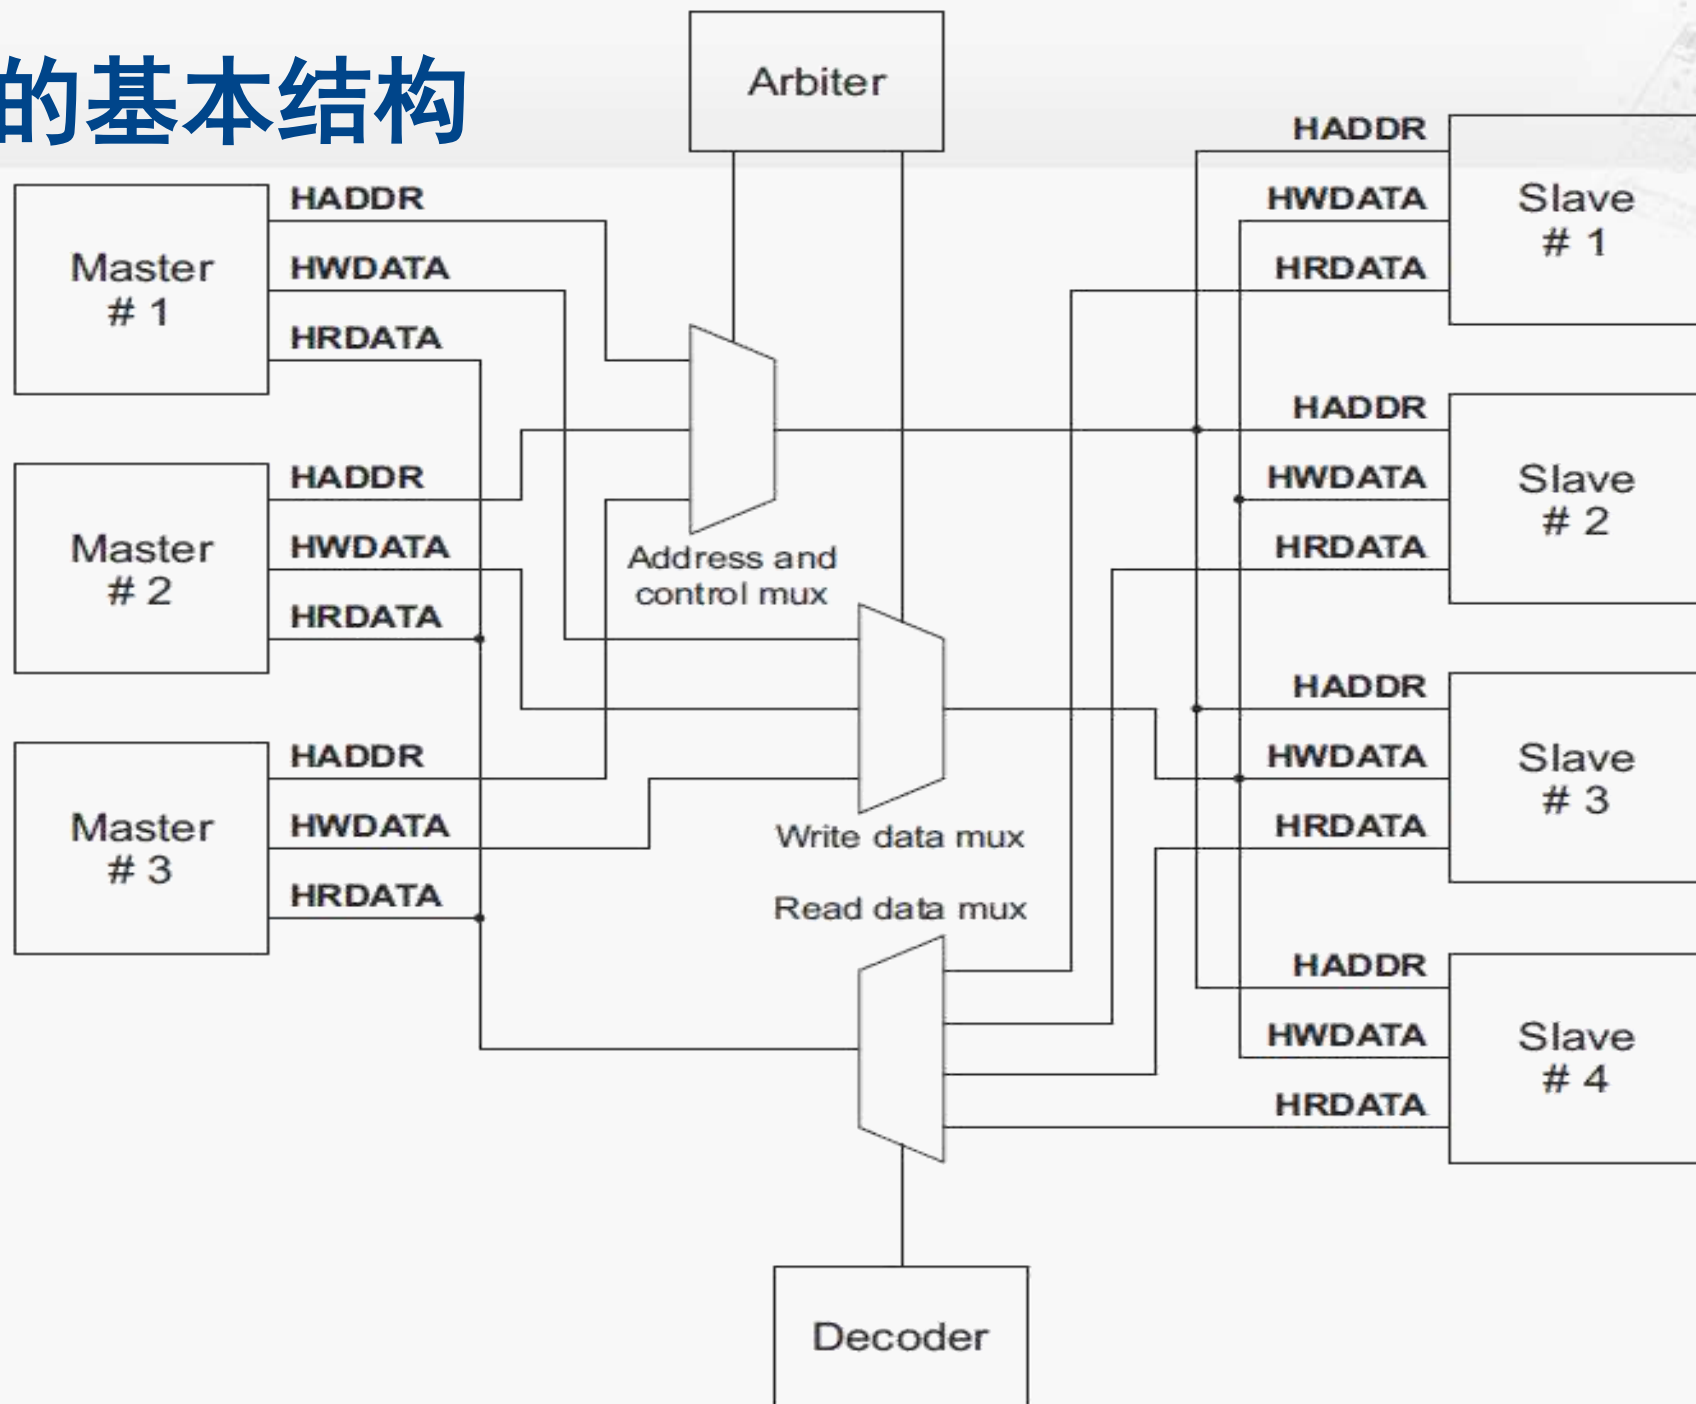 的基本结构
Arbiter
Master
# 1
HADDR
HWDATA
HRDATA
Master
# 2
HADDR
HWDATA
HRDATA
Master
# 3
HADDR
HWDATA
HRDATA
Address and
control mux
Write data mux
Read data mux
HADDR
HWDATA
HRDATA
Slave
# 1
HADDR
HWDATA
HRDATA
Slave
# 2
HADDR
HWDATA
HRDATA
Slave
# 3
HADDR
HWDATA
HRDATA
Slave
# 4
Decoder